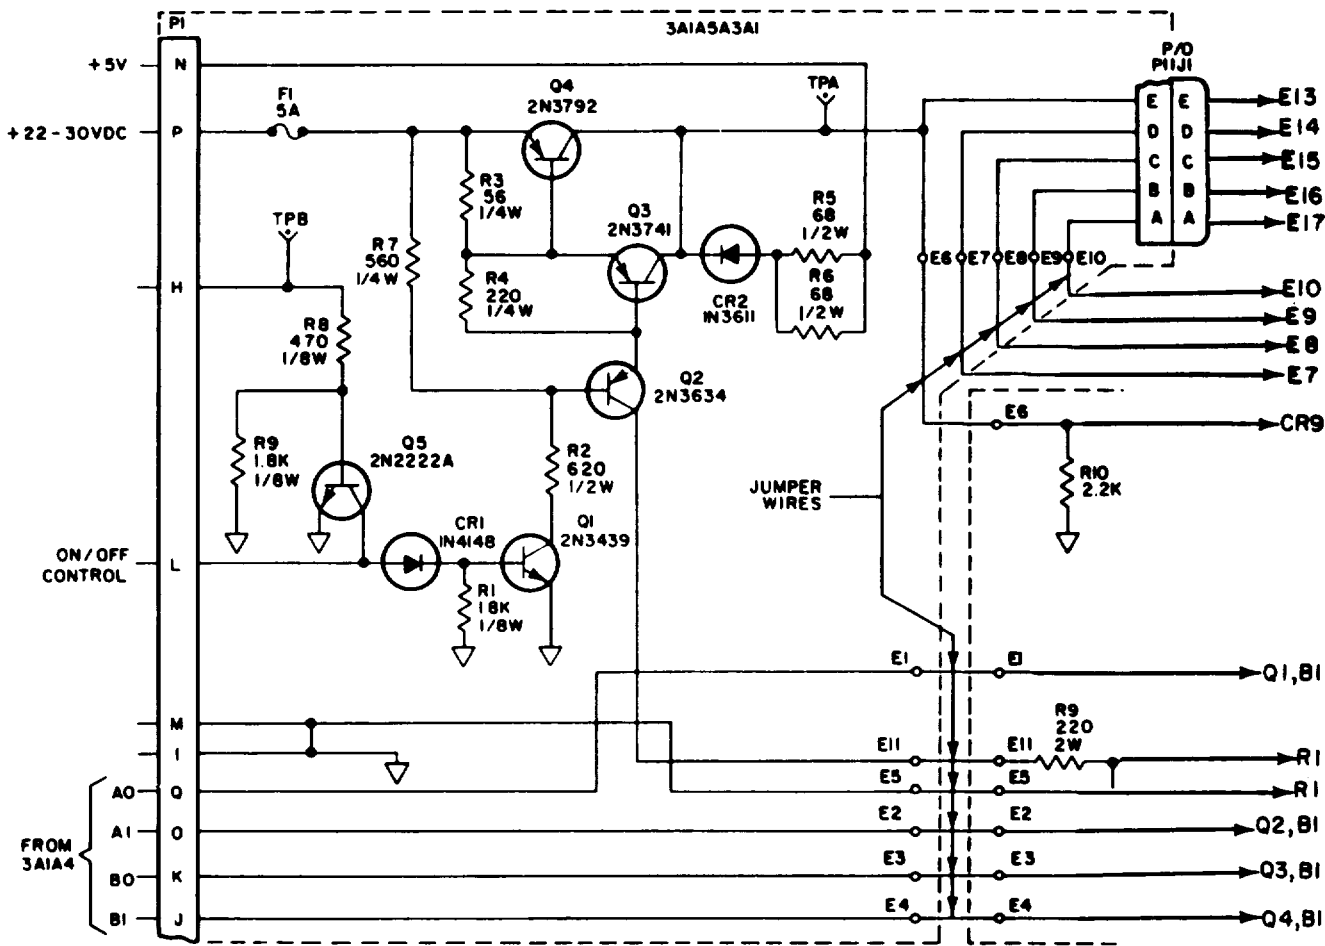 P1
3A1A5A3A1
+5V
N
P/O
P11J1
F1
5A
Q4
2N3792
TPA
+22-30VDC
P
E E
D D
C C
B B
A A
E13
E14
E15
E16
E17
R3
56
1/4W
TPB
R7
560
1/4W
Q3
2N3741
R5
68
1/2W
R4
220
1/4W
CR2
1N3611
R6
68
1/2W
E6 E7 E8 E9 E10
H
E10
E9
E8
E7
R8
470
1/8W
Q2
2N3634
E6
CR9
R9
1.8K
1/8W
Q5
2N2222A
R2
620
1/2W
JUMPER
WIRES
R10
2.2K
ON/OFF
CONTROL
L
CR1
1N4148
Q1
2N3439
R1
18K
1/8W
E1 E1
Q1,B1
M
I
R9
220
2W
E11 E11
R1
A0 Q
E5 E5
R1
A1 O
E2 E2
Q2,B1
FROM
3A1A4
B0 K
E3 E3
Q3,B1
B1 J
E4 E4
Q4,B1